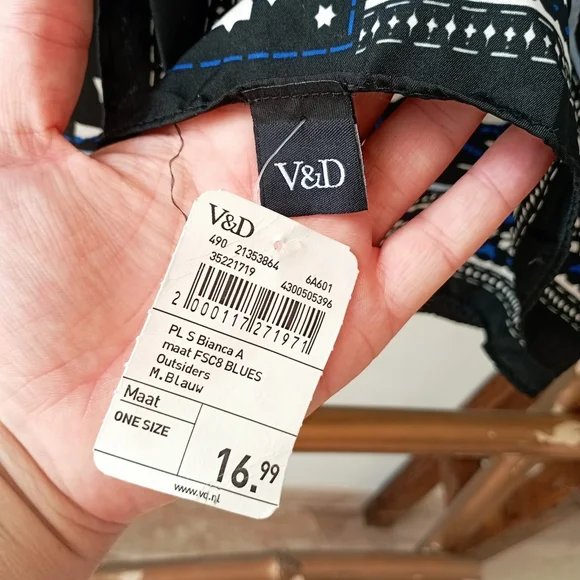 V&D
V&D
490 21353864 6A601
35221719 4300505396
2 000117 271971
PL S Bianca A
maat FSC8 BLUES
Outsiders
M.Blauw
Maat
ONE SIZE
16.99
www.vd.nl